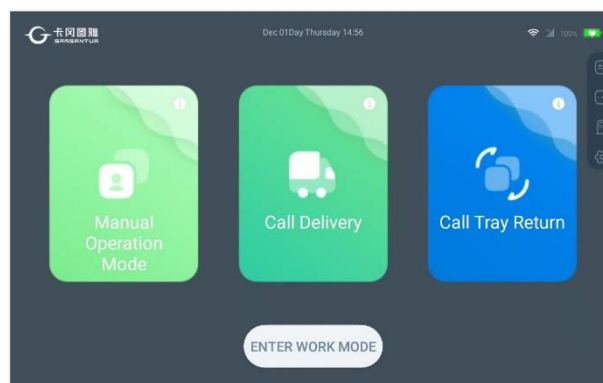 卡冈图雅
GARGANTUA
Dec 01Day Thursday 14:56
100%
Manual
Operation
Mode
Call Delivery
Call Tray Return
ENTER WORK MODE